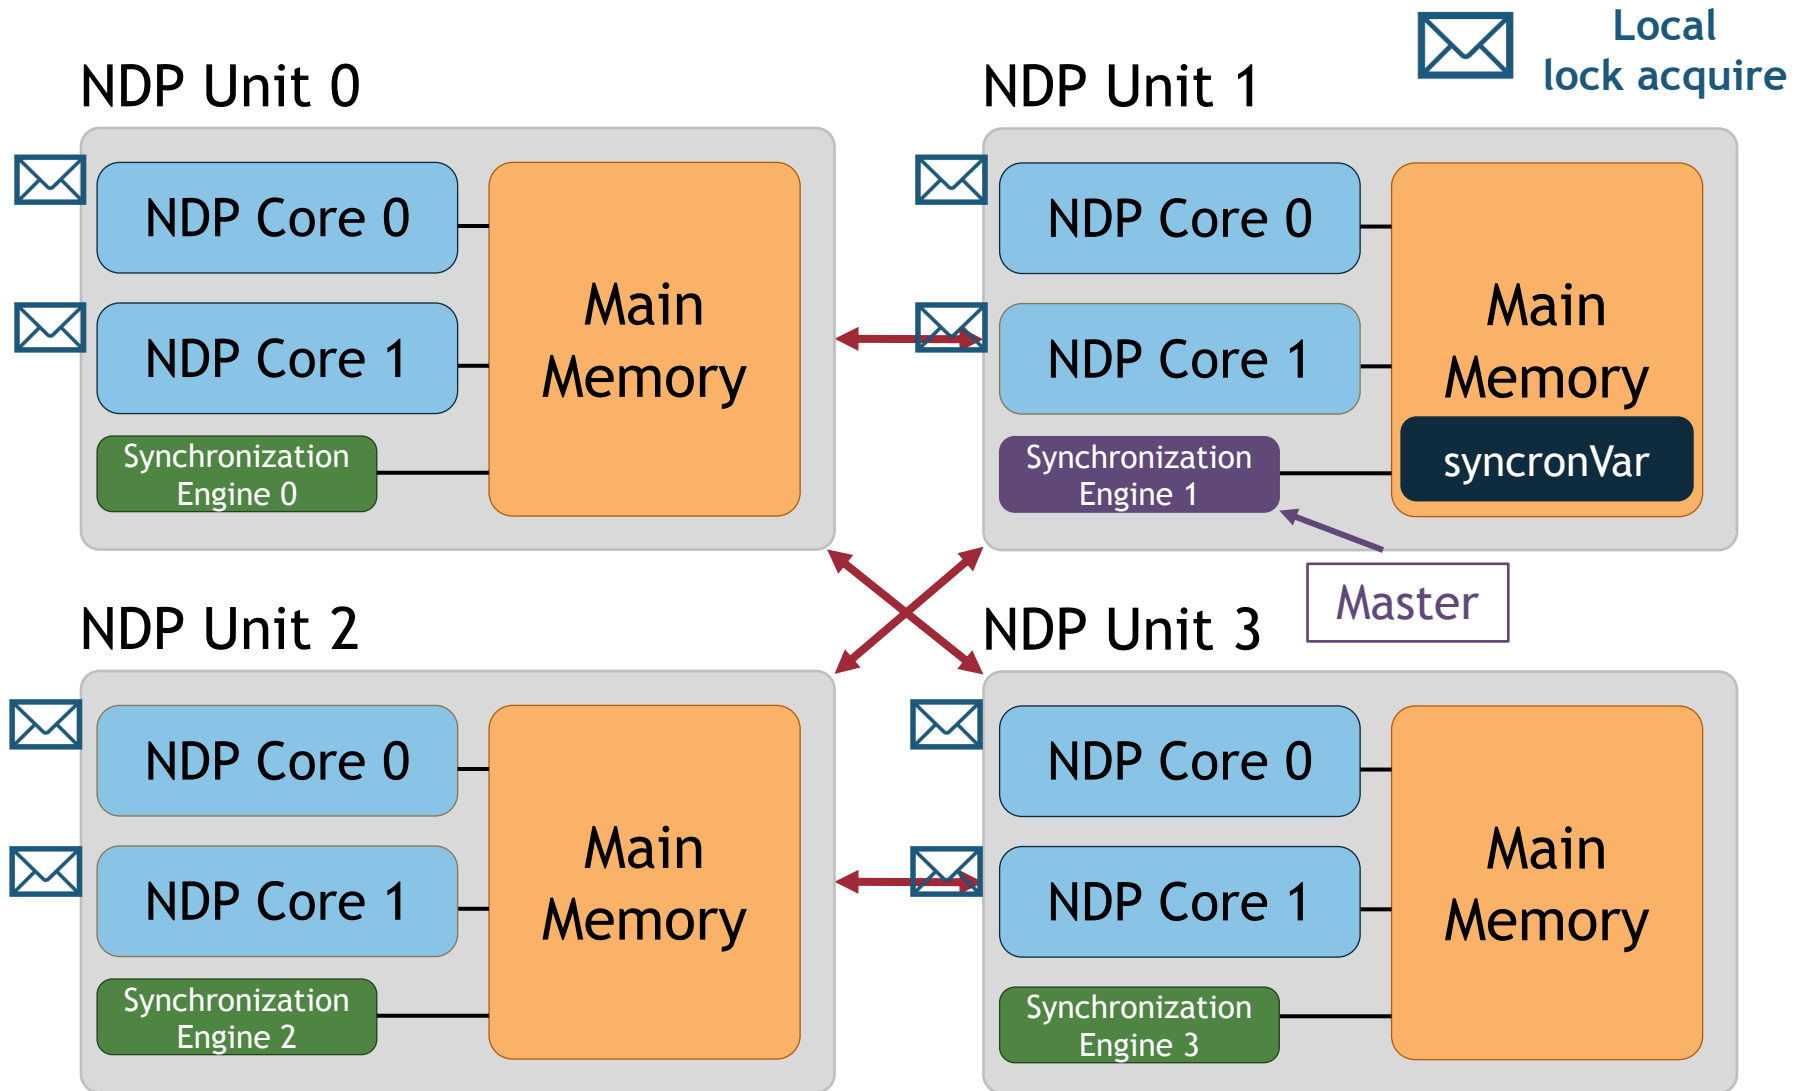 Local
lock acquire
NDP Unit 0
NDP Core 0
NDP Core 1
Synchronization
Engine 0
Main
Memory
NDP Unit 1
NDP Core 0
NDP Core 1
Synchronization
Engine 1
Main
Memory
syncronVar
Master
NDP Unit 2
NDP Core 0
NDP Core 1
Synchronization
Engine 2
Main
Memory
NDP Unit 3
NDP Core 0
NDP Core 1
Synchronization
Engine 3
Main
Memory